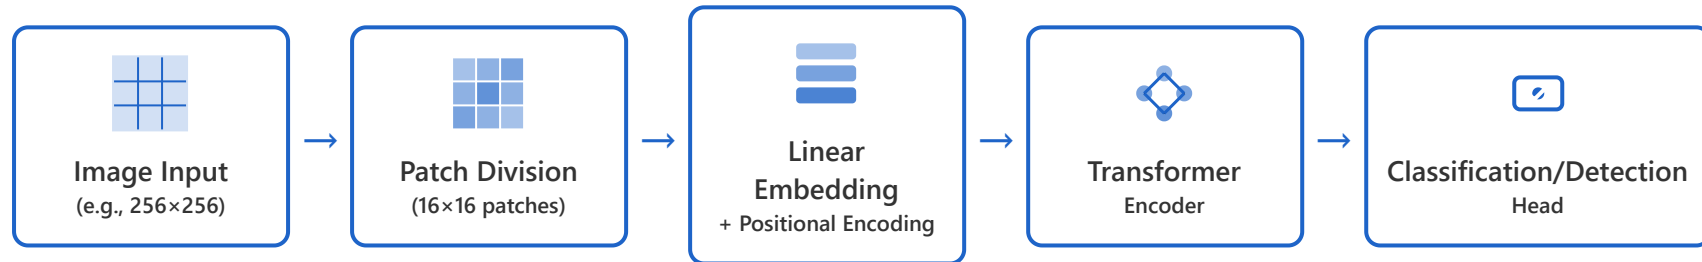 Image Input
(e.g., 256×256)
→
Patch Division
(16×16 patches)
→
Linear
Embedding
+ Positional Encoding
→
Transformer
Encoder
→
Classification/Detection
Head